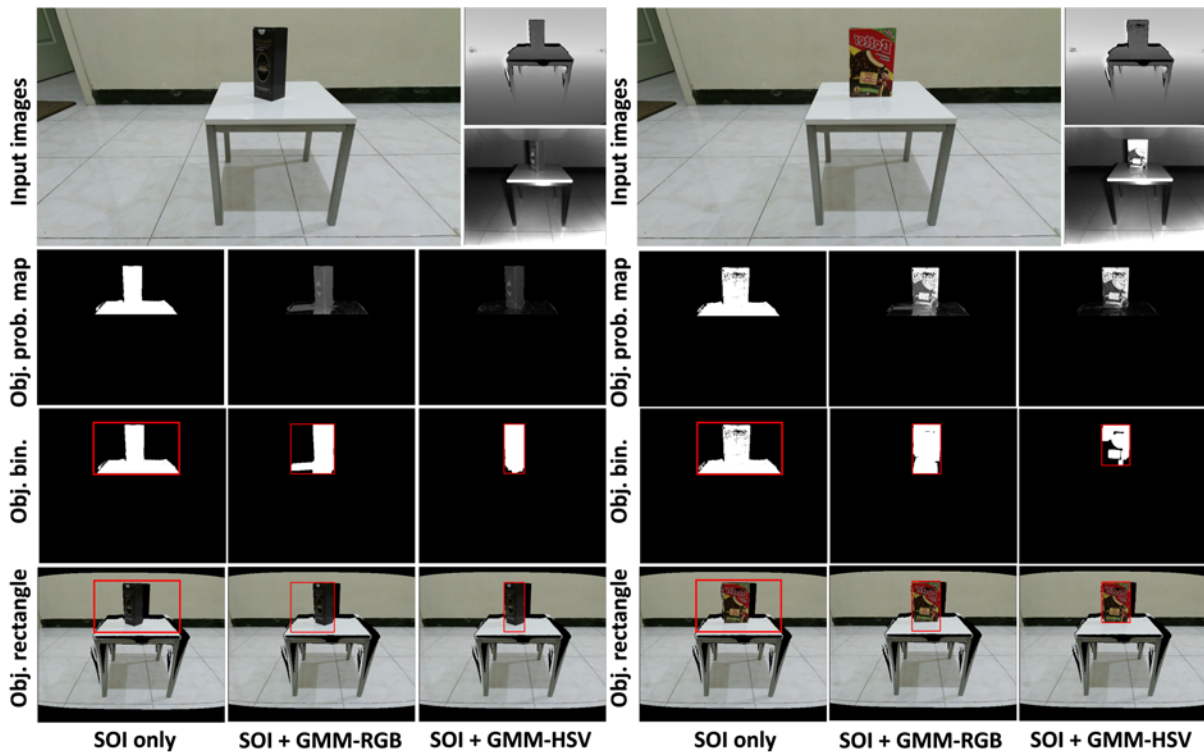 Input images
Input images
Obj. prob. map
Obj. prob. map
Obj. bin.
Obj. bin.
Obj. rectangle
Obj. rectangle
SOI only
SOI + GMM-RGB
SOI + GMM-HSV
SOI only
SOI + GMM-RGB
SOI + GMM-HSV